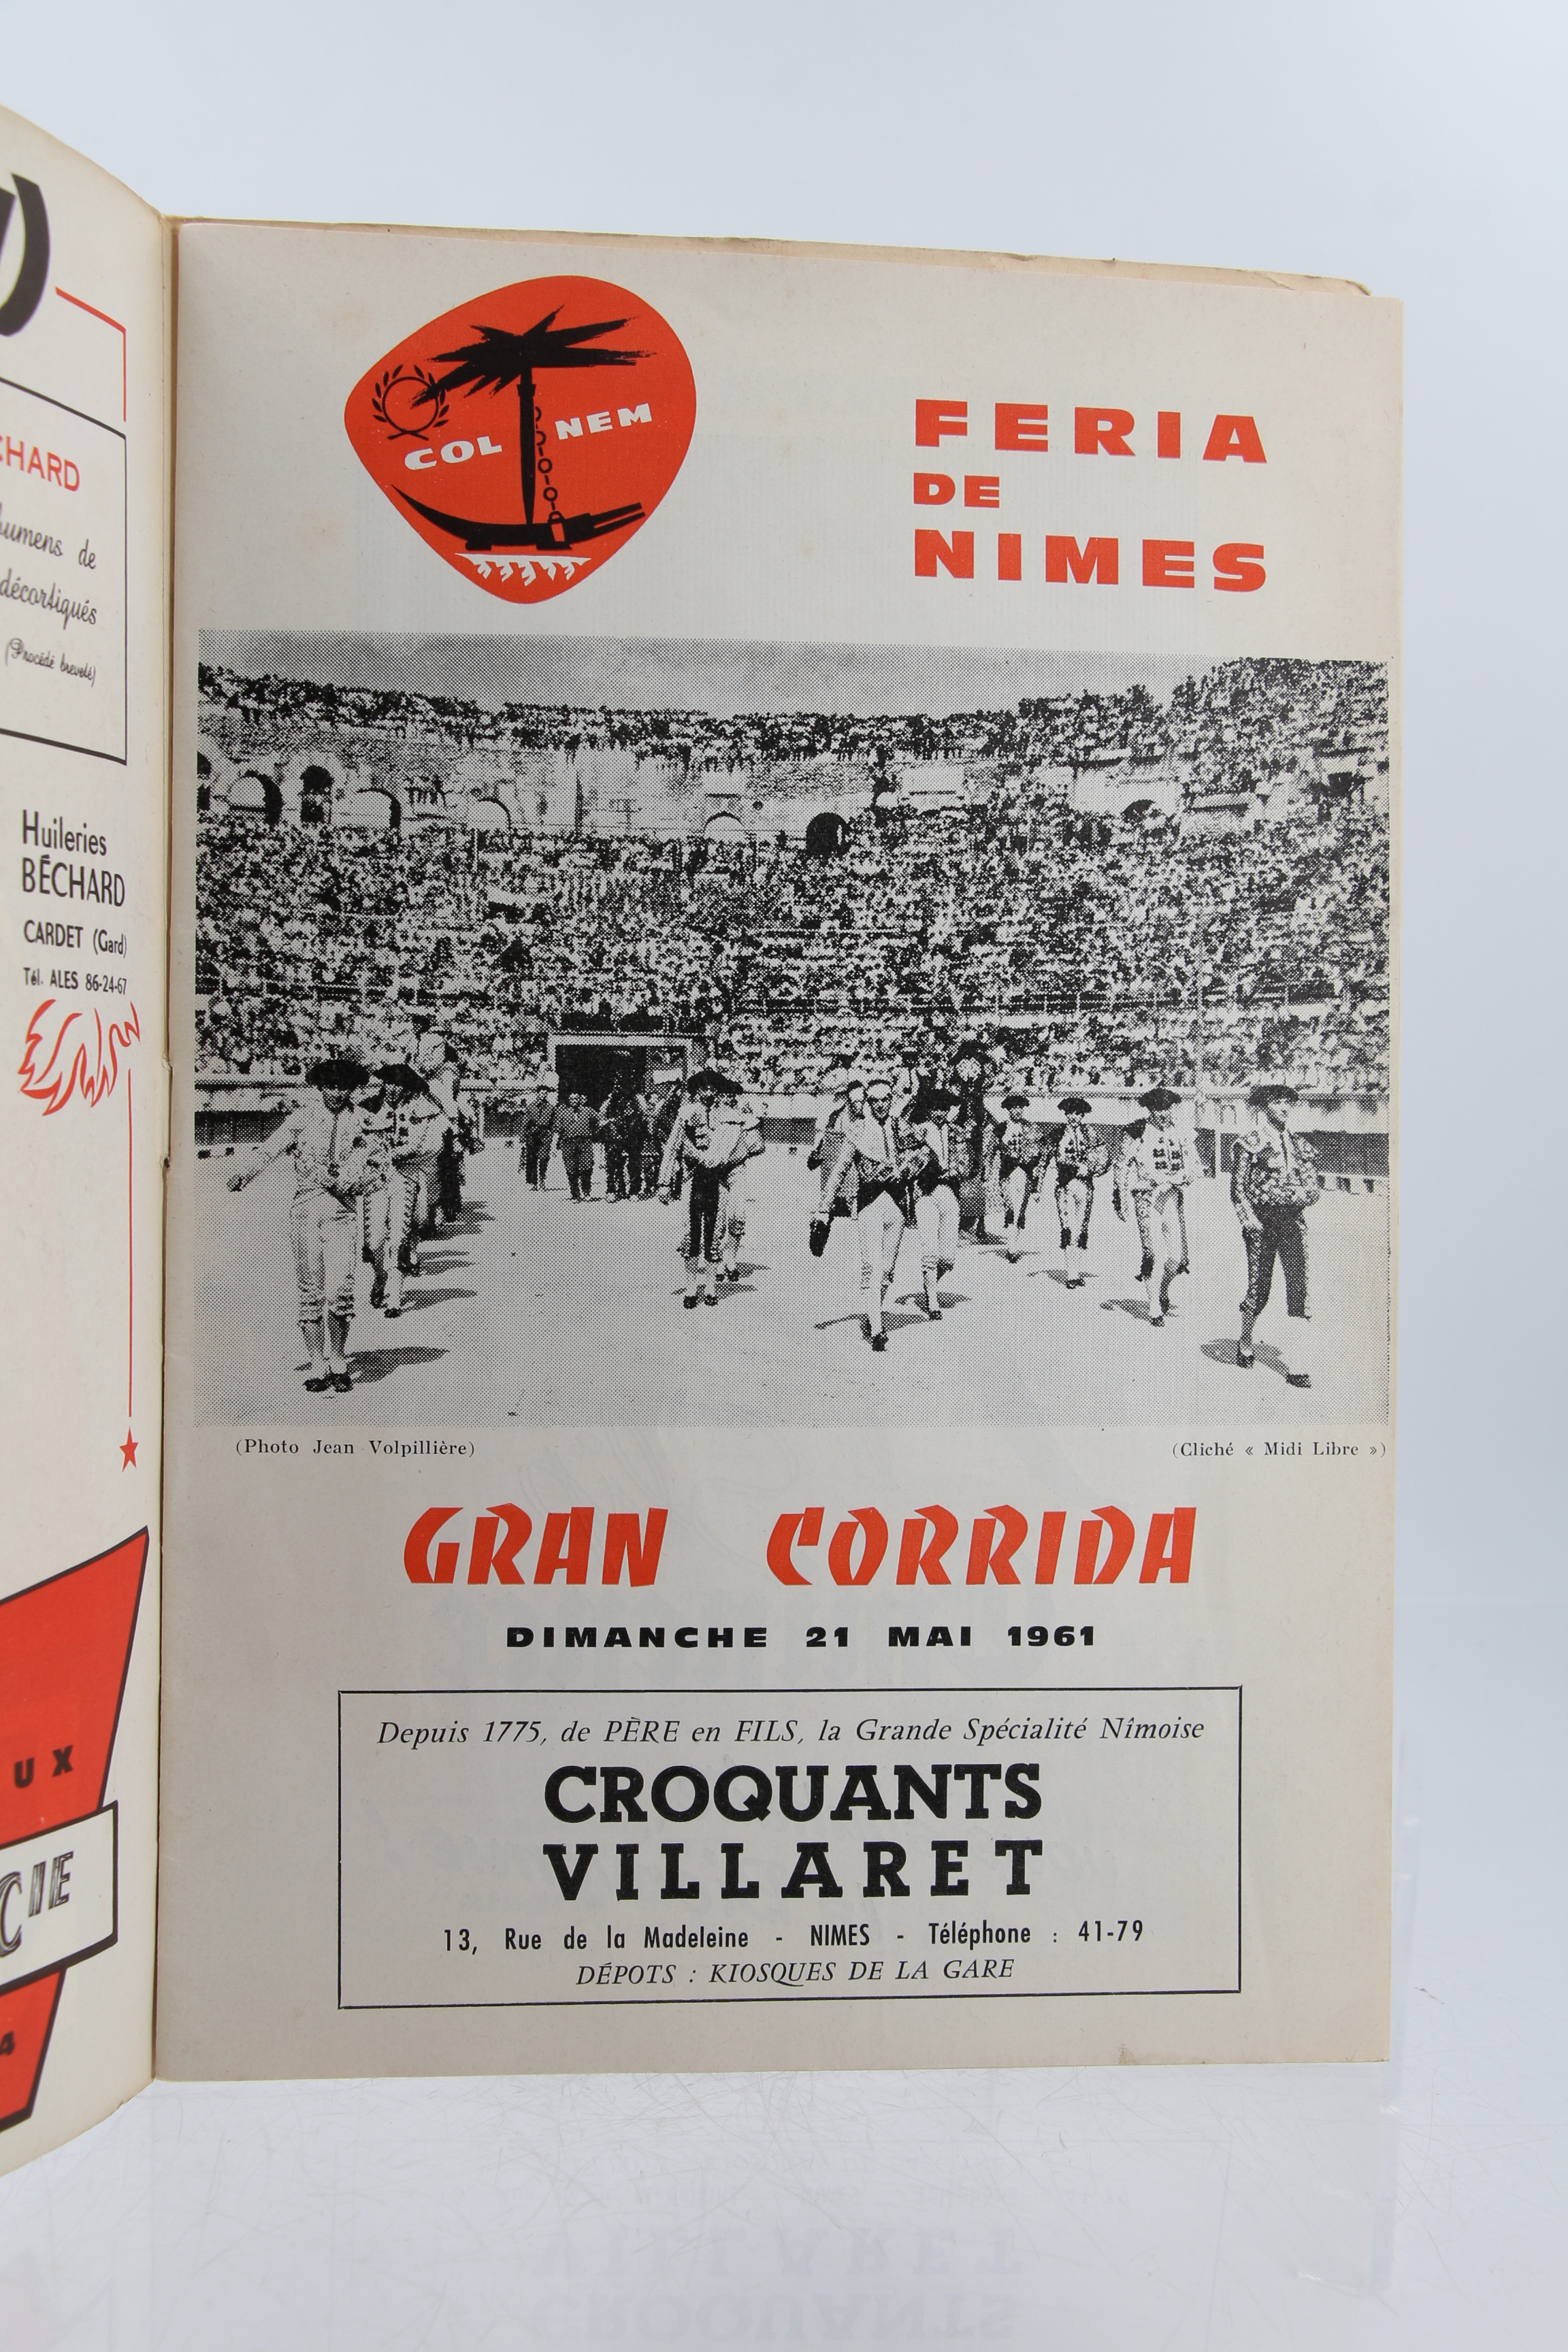 CHARD
de
décortiqués
(Procédé breveté)
Huileries
BÉCHARD
CARDET (Gard)
Tél. ALES 86-24-67
UX
CIE
4
COL NEM
FERIA
DE
NIMES
(Photo Jean Volpillière)
(Cliché « Midi Libre »)
GRAN CORRIDA
DIMANCHE 21 MAI 1961
Depuis 1775, de PÈRE en FILS, la Grande Spécialité Nîmoise
CROQUANTS
VILLARET
13, Rue de la Madeleine - NIMES - Téléphone : 41-79
DÉPOTS : KIOSQUES DE LA GARE